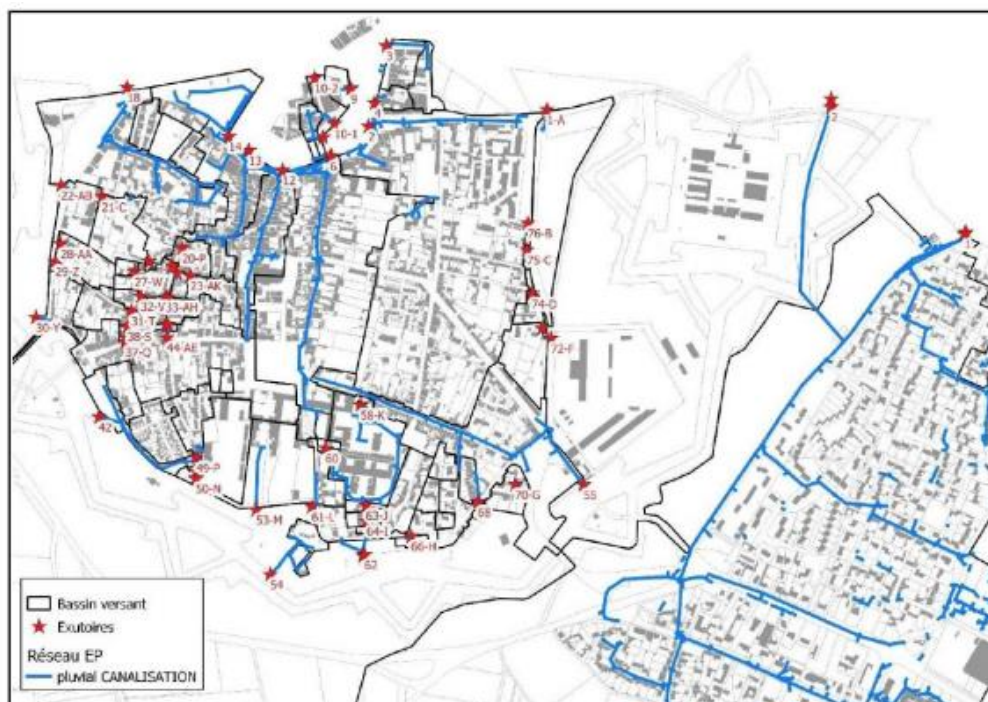 3
18
10-2
9
4
1-A
2
2
10-1
14
13
6
12
22-AB
21-C
76-B
1
28-AA
20-P
75-C
29-Z
27-W
23-AK
74-D
32-V
33-AH
30-Y
31-T
38-S
44-AE
72-F
37-Q
58-K
42
60
49-P
50-N
70-G
55
53-M
61-L
63-J
68
64-I
66-H
62
54
Bassin versant
Exutoires
Réseau EP
pluvial CANALISATION